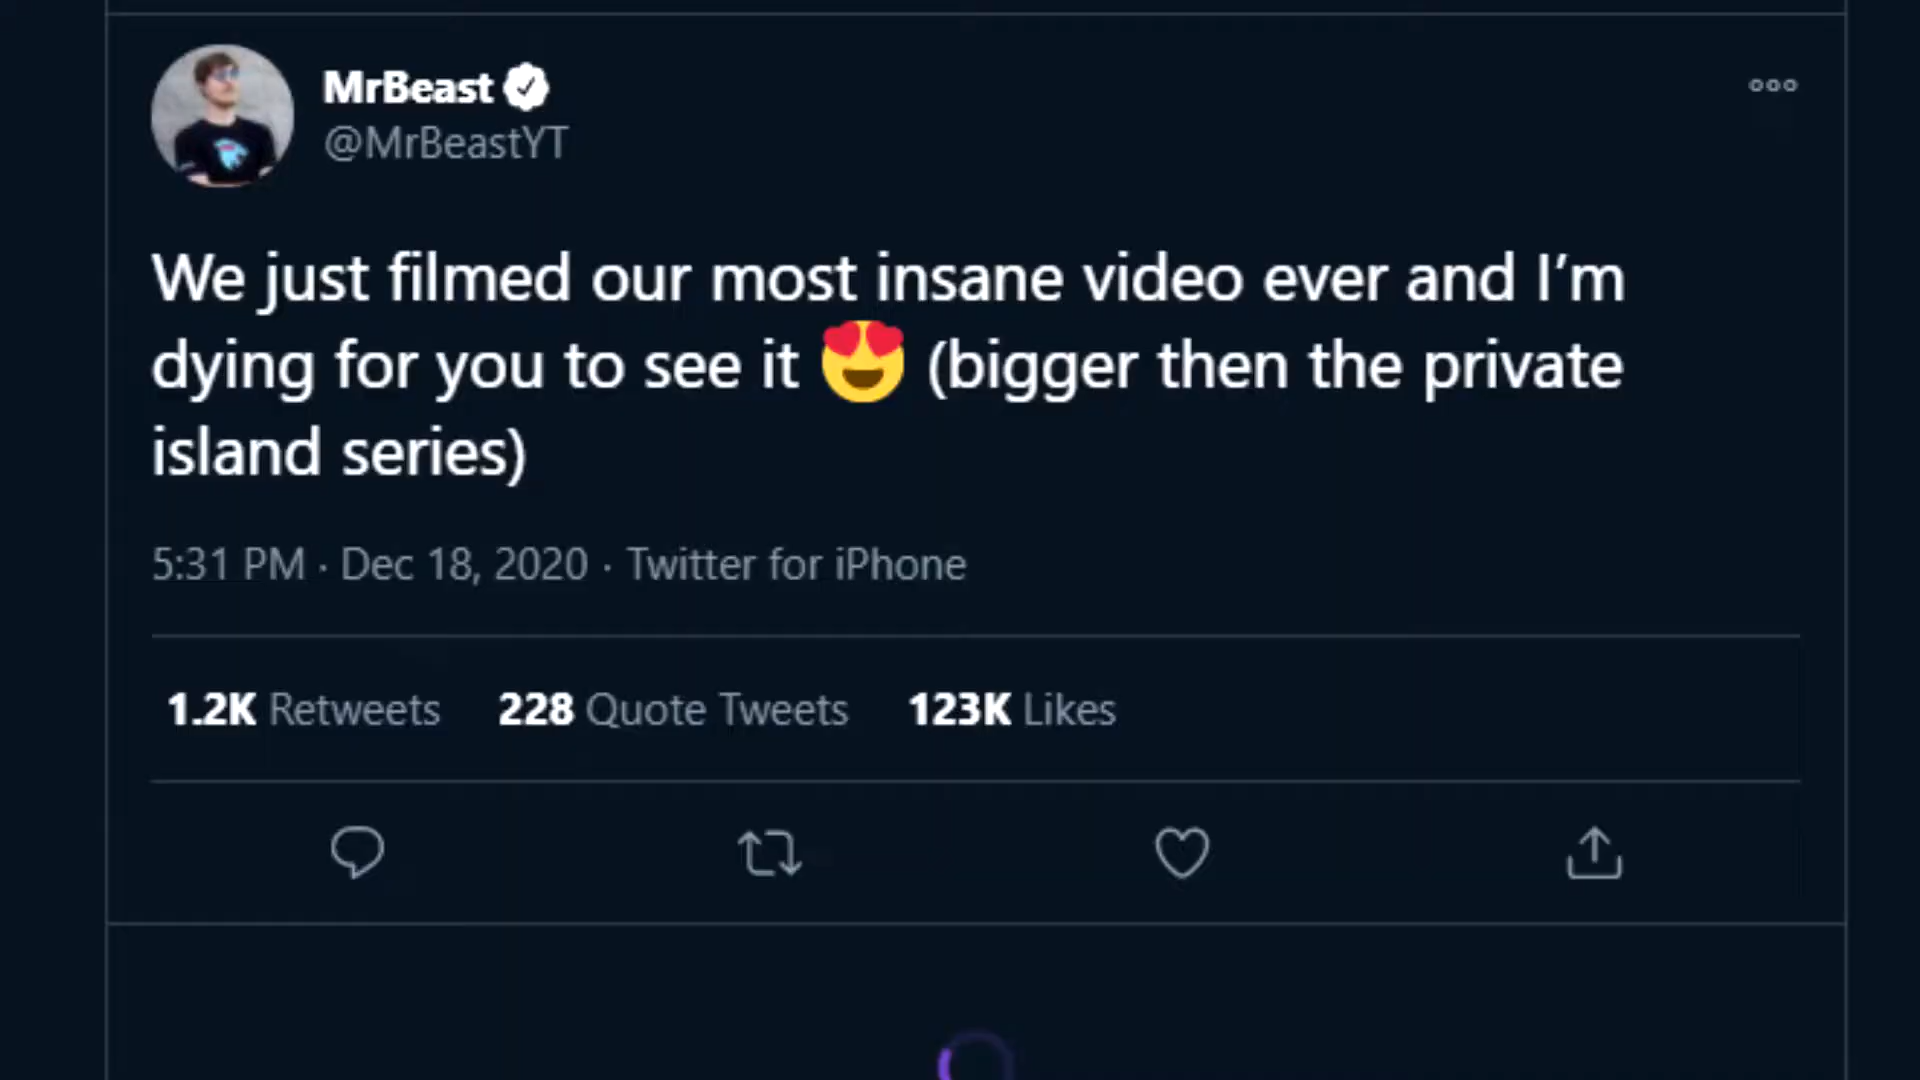 MrBeast
@MrBeastYT
We just filmed our most insane video ever and I’m
dying for you to see it 😍 (bigger then the private
island series)
5:31 PM · Dec 18, 2020 · Twitter for iPhone
1.2K Retweets 228 Quote Tweets 123K Likes